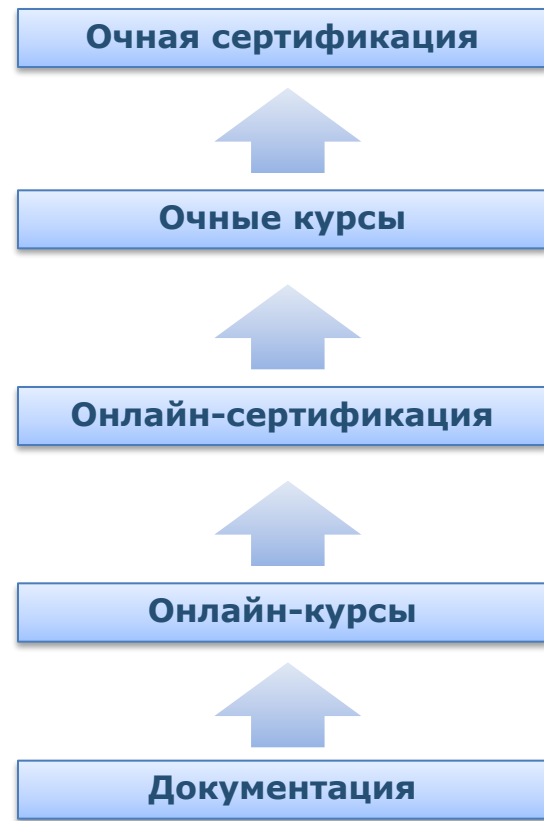 Очная сертификация
Очные курсы
Онлайн-сертификация
Онлайн-курсы
Документация